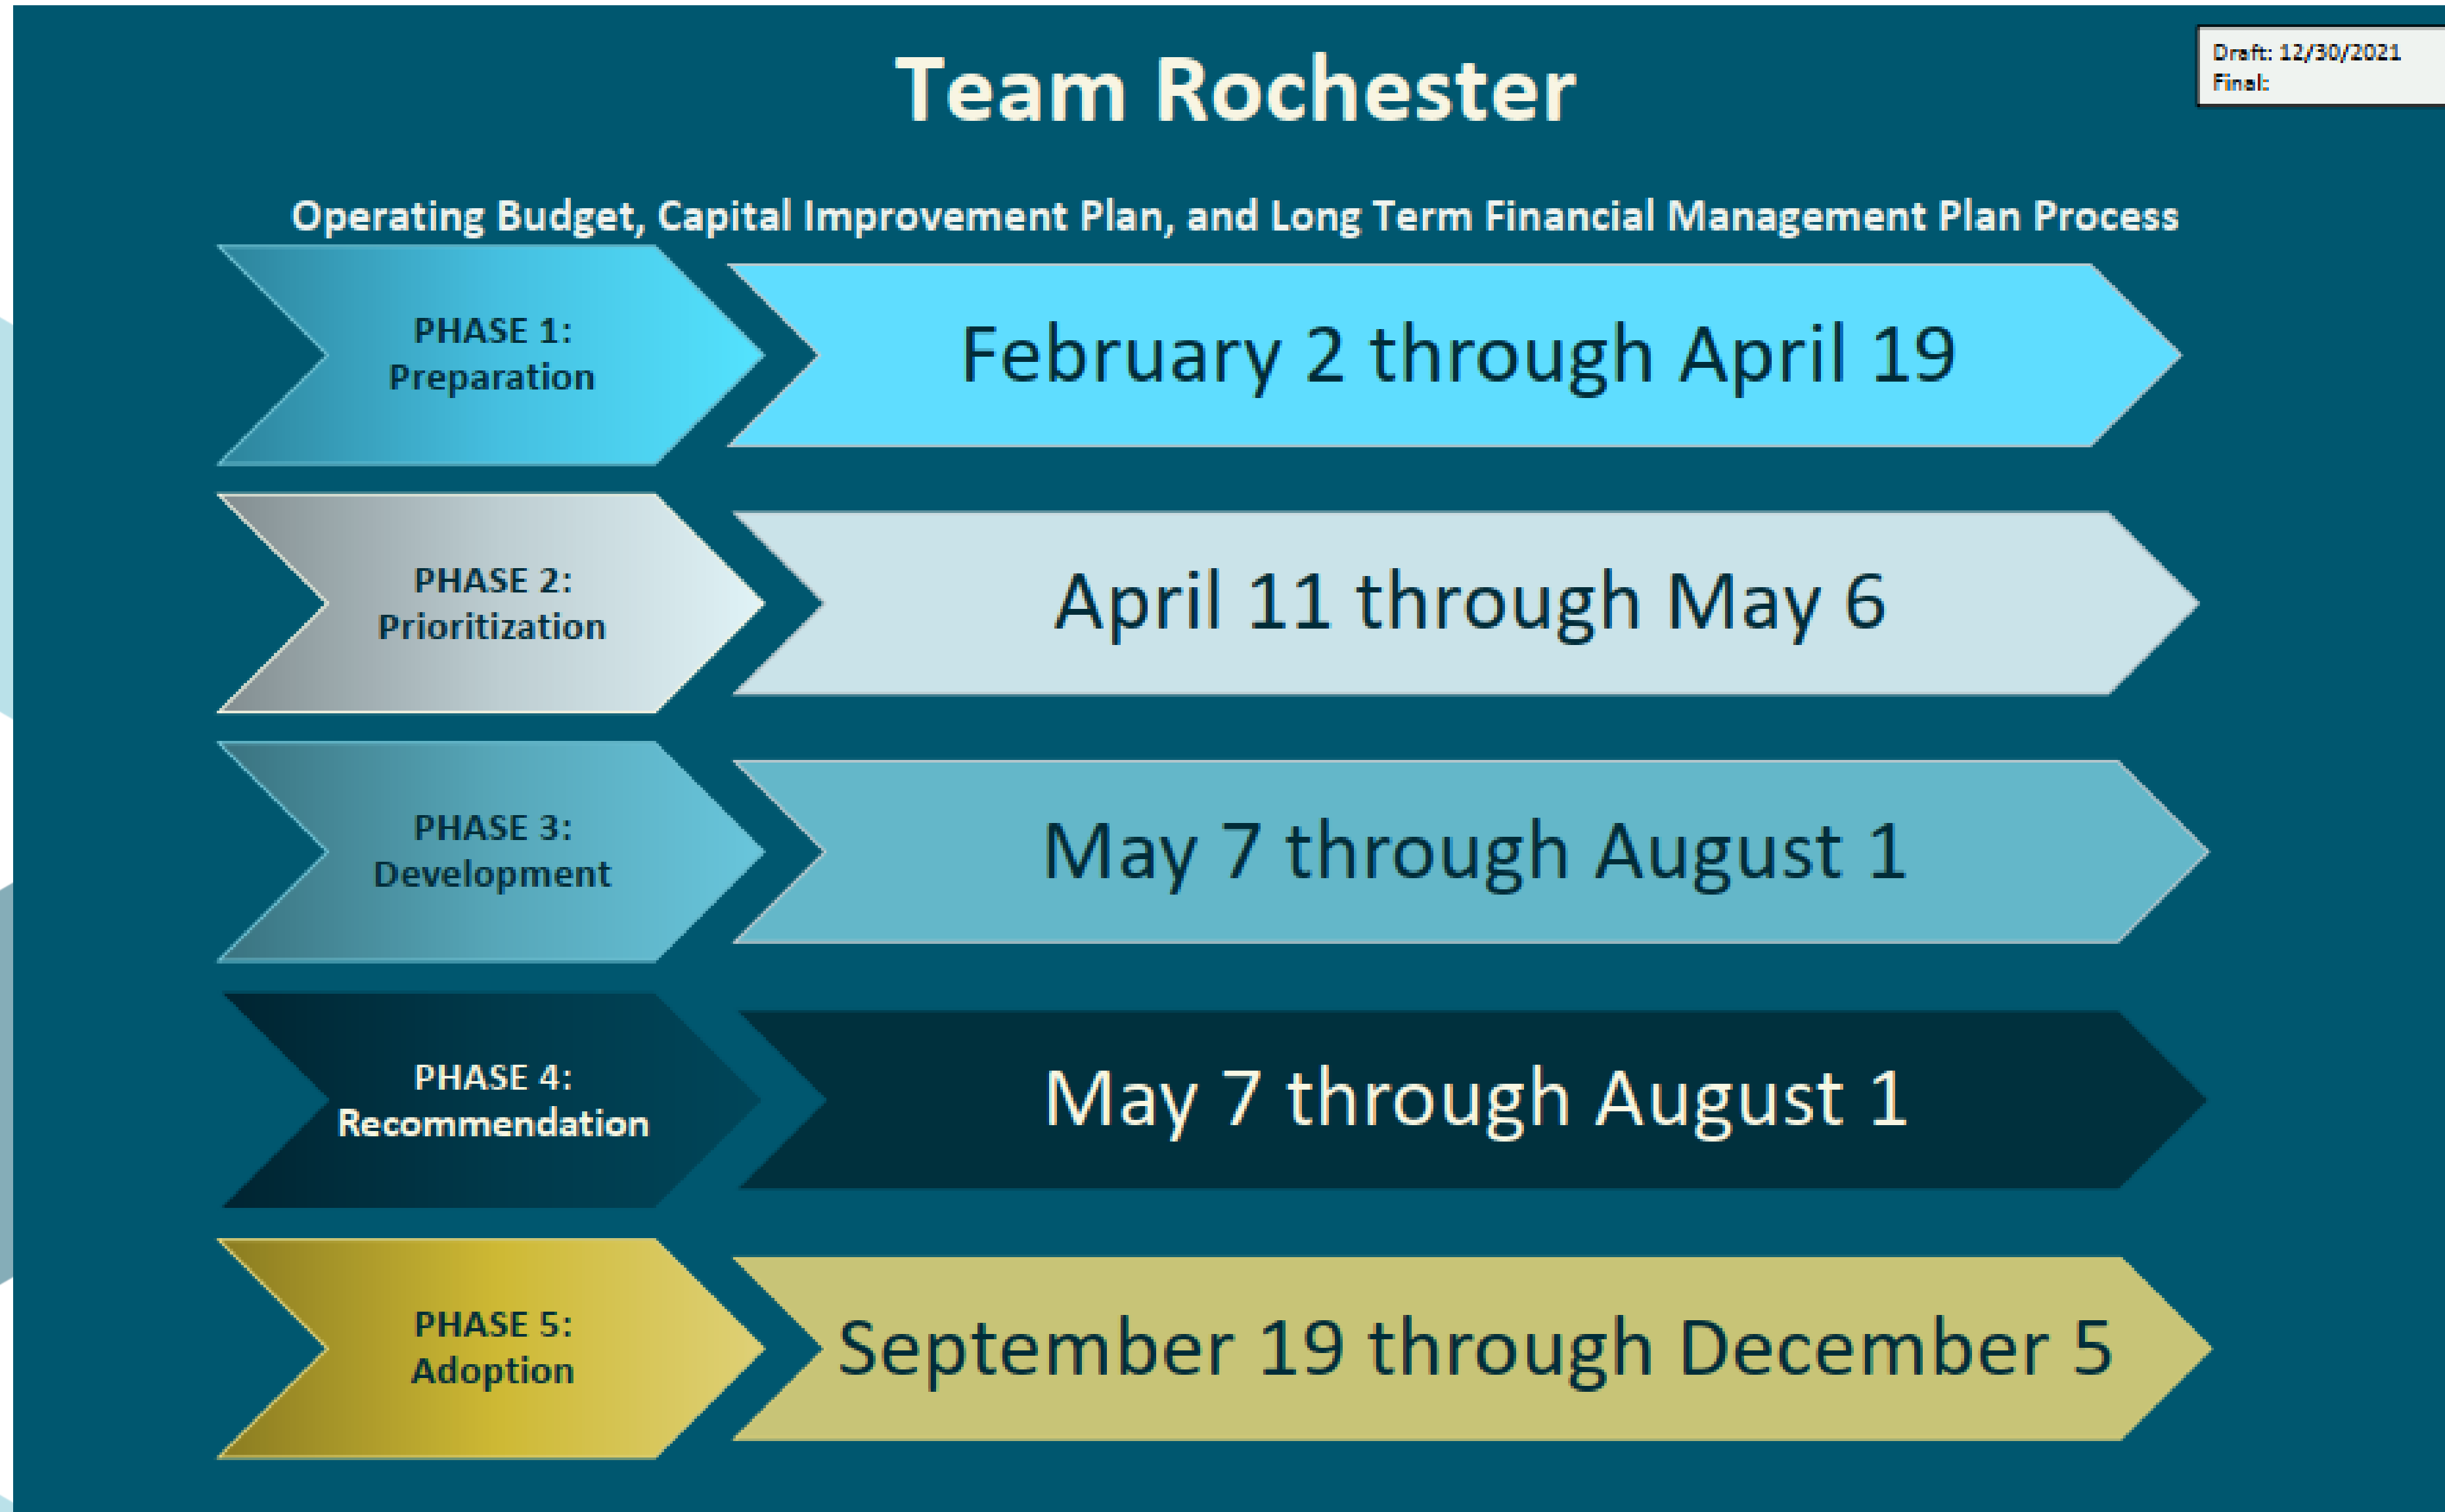 Team Rochester
Draft: 12/30/2021
Final:
Operating Budget, Capital Improvement Plan, and Long Term Financial Management Plan Process
PHASE 1:
Preparation
February 2 through April 19
PHASE 2:
Prioritization
April 11 through May 6
PHASE 3:
Development
May 7 through August 1
PHASE 4:
Recommendation
May 7 through August 1
PHASE 5:
Adoption
September 19 through December 5